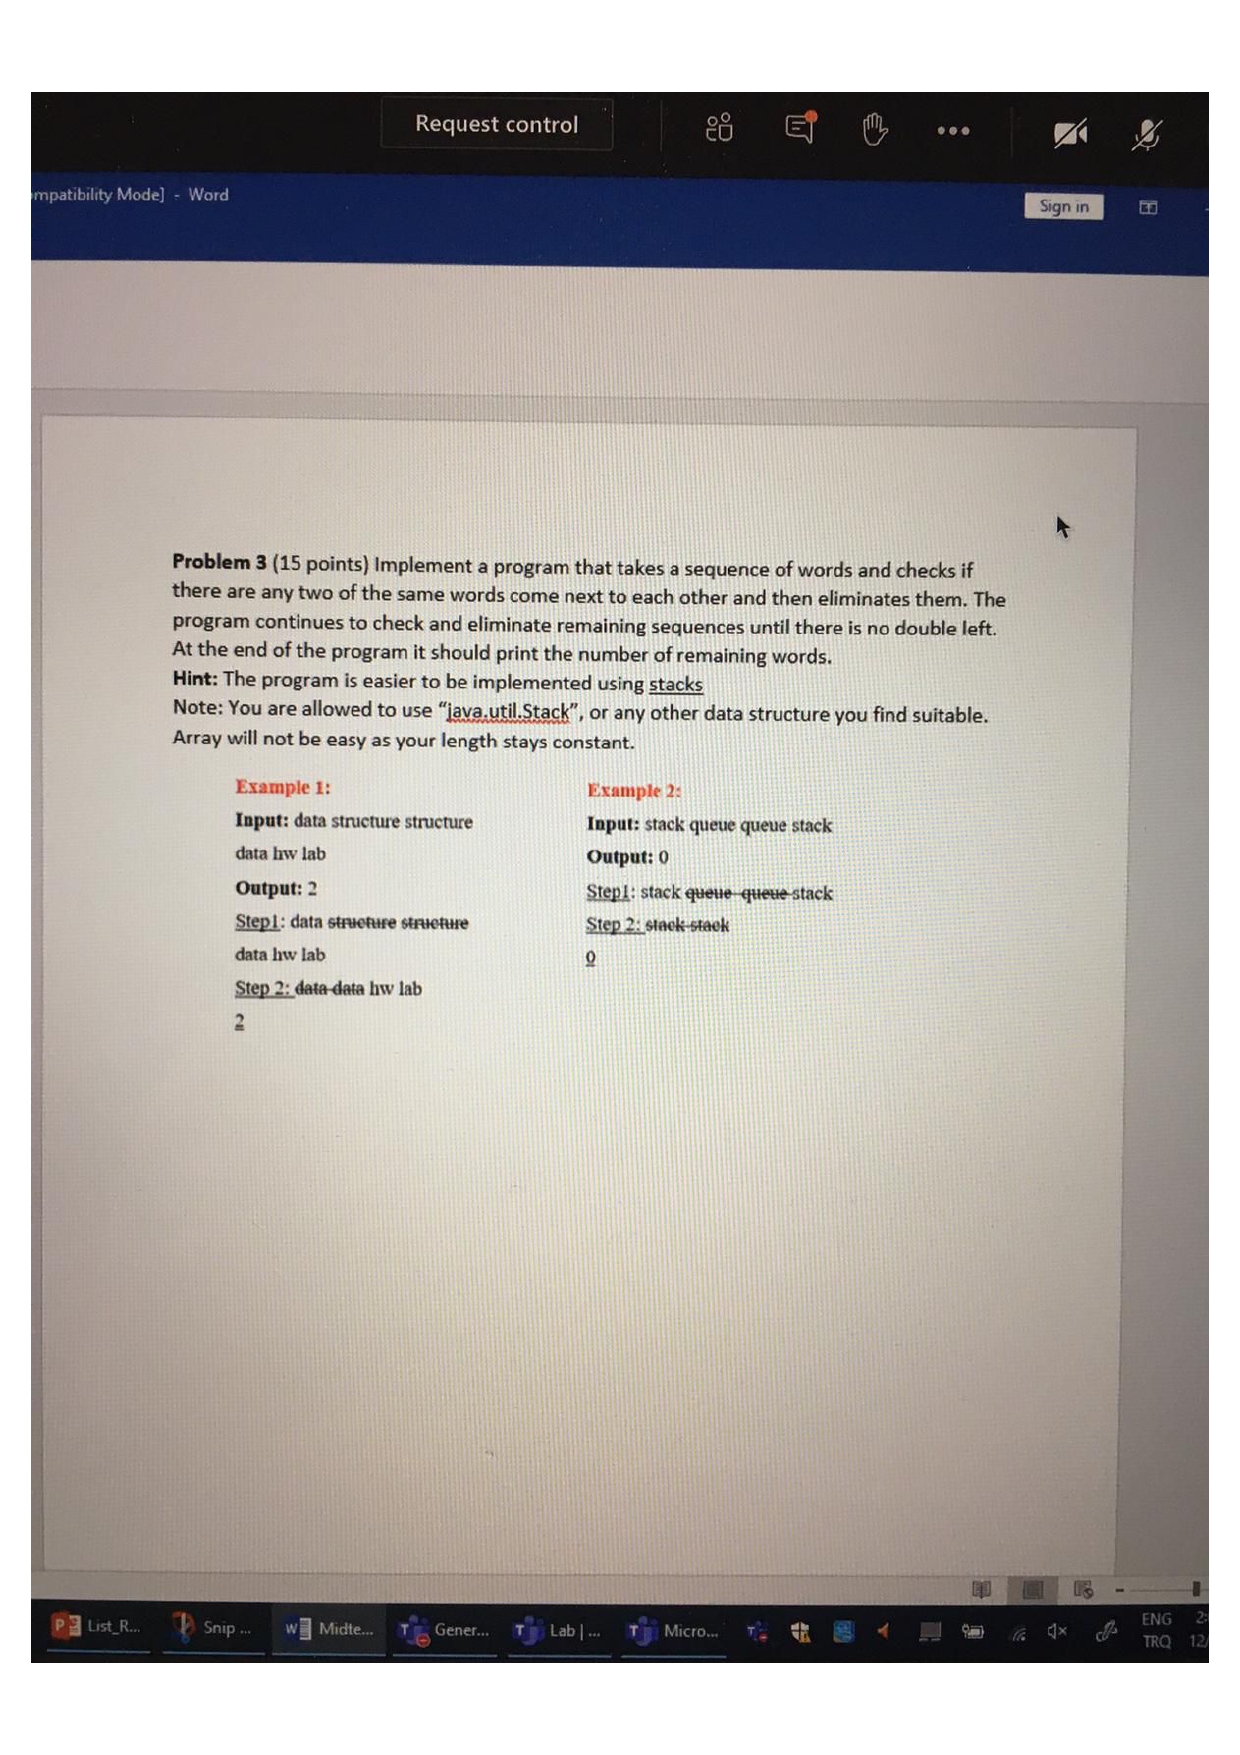 Request control
mpatibility Mode] - Word
Sign in
Problem 3 (15 points) Implement a program that takes a sequence of words and checks if
there are any two of the same words come next to each other and then eliminates them. The
program continues to check and eliminate remaining sequences until there is no double left.
At the end of the program it should print the number of remaining words.
Hint: The program is easier to be implemented using stacks
Note: You are allowed to use “java.util.Stack”, or any other data structure you find suitable.
Array will not be easy as your length stays constant.
Example 1:
Input: data structure structure
data hw lab
Output: 2
Step1: data structure structure
data hw lab
Step 2: data data hw lab
2
Example 2:
Input: stack queue queue stack
Output: 0
Step1: stack queue queue stack
Step 2: stack stack
0
List_R...
Snip ...
Midte...
Gener...
Lab | ...
Micro...
ENG
TRQ
2:
12/